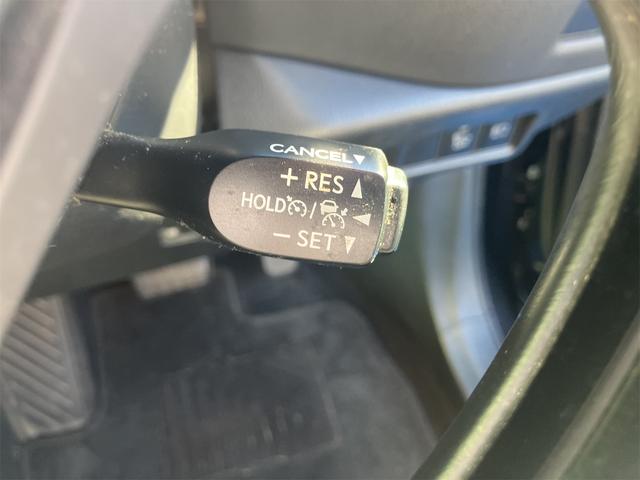 CANCEL▼
+ RES ▲
HOLD / ◀
− SET ▼